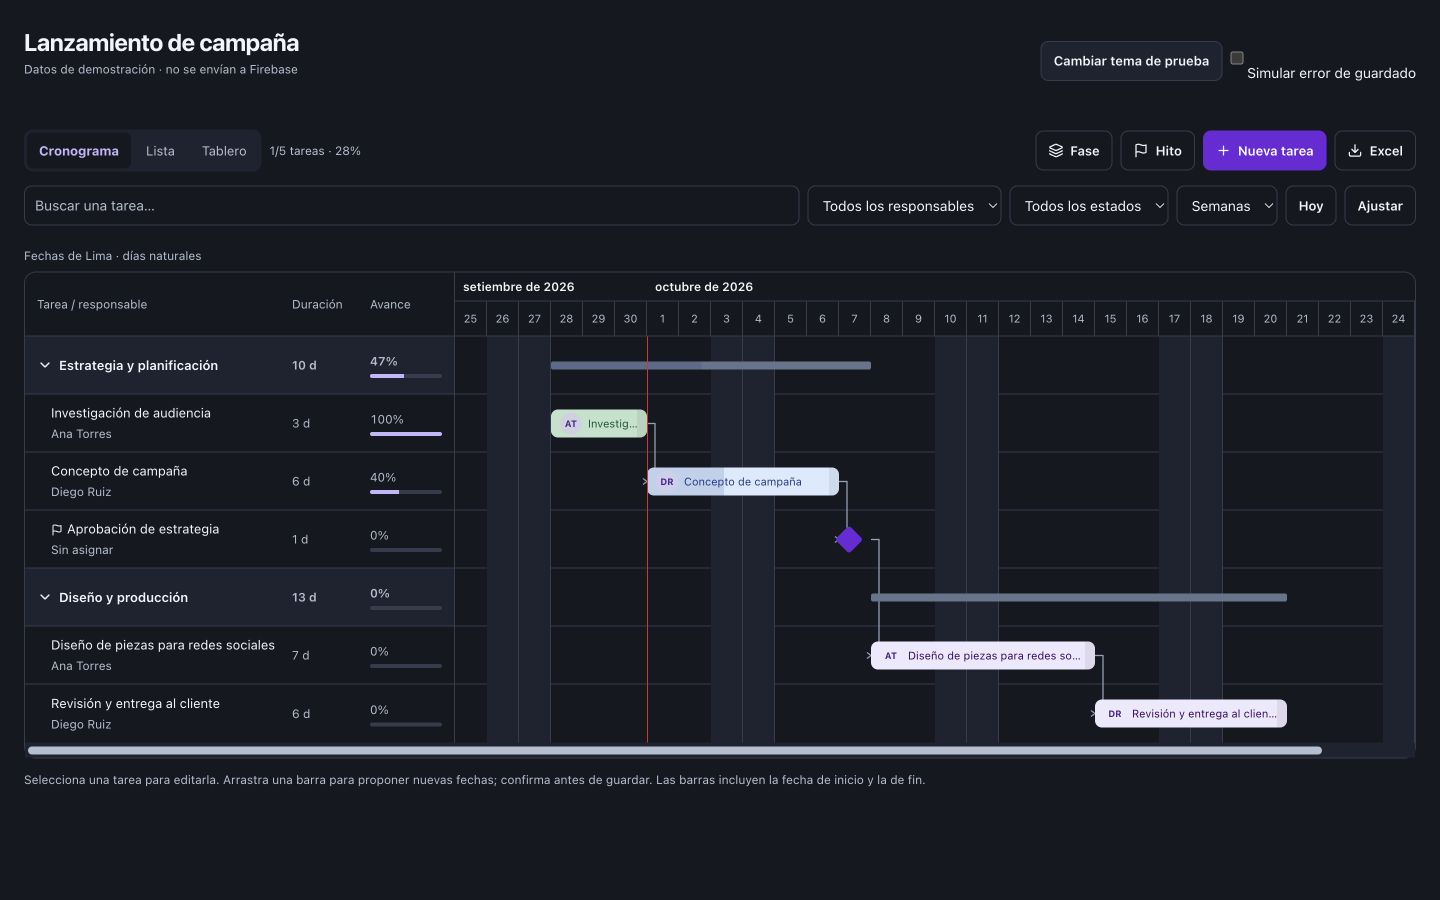 Lanzamiento de campaña
Datos de demostración · no se envían a Firebase
Cambiar tema de prueba
Simular error de guardado
Cronograma Lista Tablero 1/5 tareas · 28%
Fase Hito + Nueva tarea Excel
Buscar una tarea... Todos los responsables Todos los estados Semanas Hoy Ajustar
Fechas de Lima · días naturales
Tarea / responsable Duración Avance
setiembre de 2026 octubre de 2026
25 26 27 28 29 30 1 2 3 4 5 6 7 8 9 10 11 12 13 14 15 16 17 18 19 20 21 22 23 24
Estrategia y planificación 10 d 47%
Investigación de audiencia
Ana Torres
3 d 100%
AT Investig...
Concepto de campaña
Diego Ruiz
6 d 40%
DR Concepto de campaña
Aprobación de estrategia
Sin asignar
1 d 0%
Diseño y producción 13 d 0%
Diseño de piezas para redes sociales
Ana Torres
7 d 0%
AT Diseño de piezas para redes so...
Revisión y entrega al cliente
Diego Ruiz
6 d 0%
DR Revisión y entrega al clien...
Selecciona una tarea para editarla. Arrastra una barra para proponer nuevas fechas; confirma antes de guardar. Las barras incluyen la fecha de inicio y la de fin.